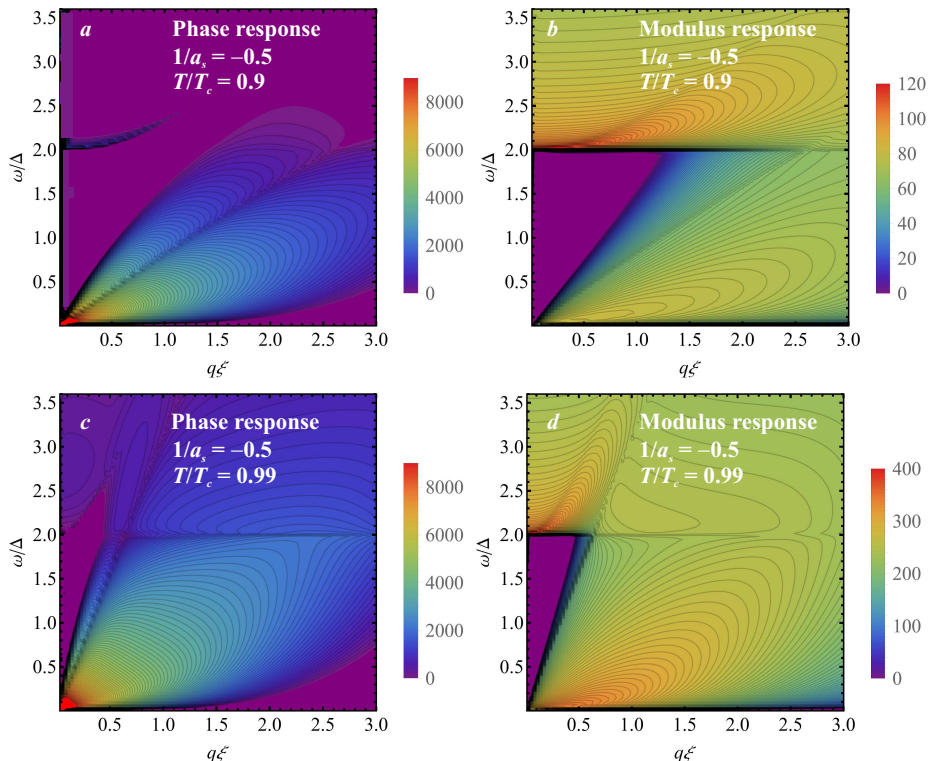 a Phase response
1/a_s = −0.5
T/T_c = 0.9
3.5
3.0
2.5
2.0
1.5
1.0
0.5
ω/Δ
0.5 1.0 1.5 2.0 2.5 3.0
qξ
8000
6000
4000
2000
0
b Modulus response
1/a_s = −0.5
T/T_c = 0.9
3.5
3.0
2.5
2.0
1.5
1.0
0.5
ω/Δ
0.5 1.0 1.5 2.0 2.5 3.0
qξ
120
100
80
60
40
20
0
c Phase response
1/a_s = −0.5
T/T_c = 0.99
3.5
3.0
2.5
2.0
1.5
1.0
0.5
ω/Δ
0.5 1.0 1.5 2.0 2.5 3.0
qξ
8000
6000
4000
2000
0
d Modulus response
1/a_s = −0.5
T/T_c = 0.99
3.5
3.0
2.5
2.0
1.5
1.0
0.5
ω/Δ
0.5 1.0 1.5 2.0 2.5 3.0
qξ
400
300
200
100
0